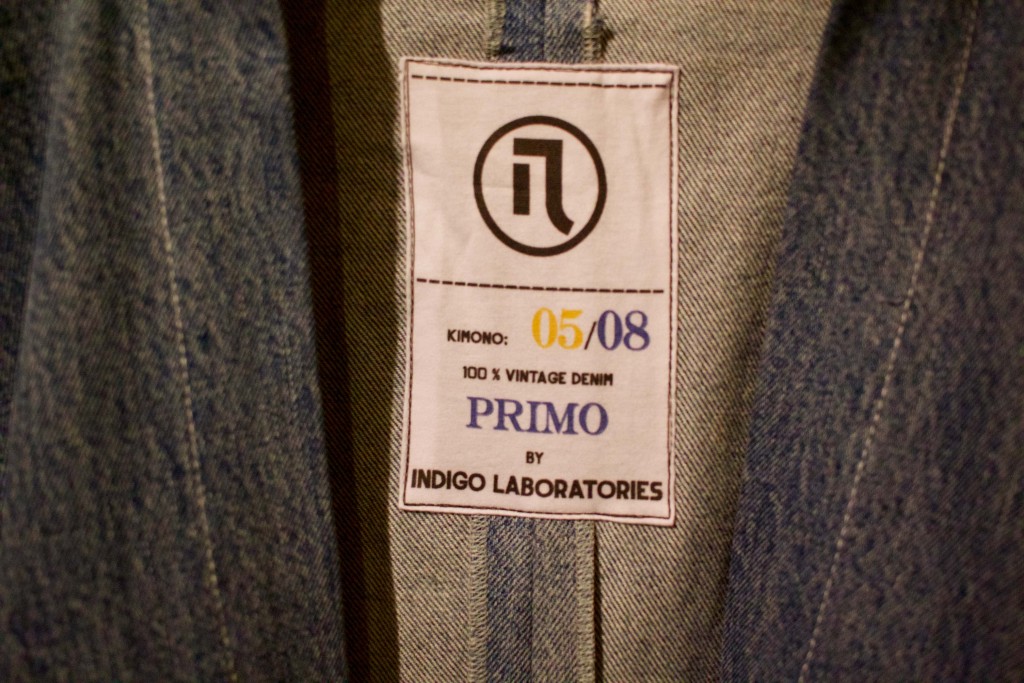 KIMONO: 05/08
100 % VINTAGE DENIM
PRIMO
BY
INDIGO LABORATORIES